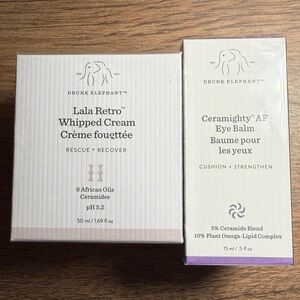 DRUNK ELEPHANT™
Lala Retro™
Whipped Cream
Crème fouettée
RESCUE + RECOVER
6 African Oils
Ceramides
pH 5.2
50 ml / 1.69 fl oz
DRUNK ELEPHANT™
Ceramighty™ AF
Eye Balm
Baume pour
les yeux
CUSHION + STRENGTHEN
3% Ceramide Blend
10% Plant Omega-Lipid Complex
15 ml / .5 fl oz